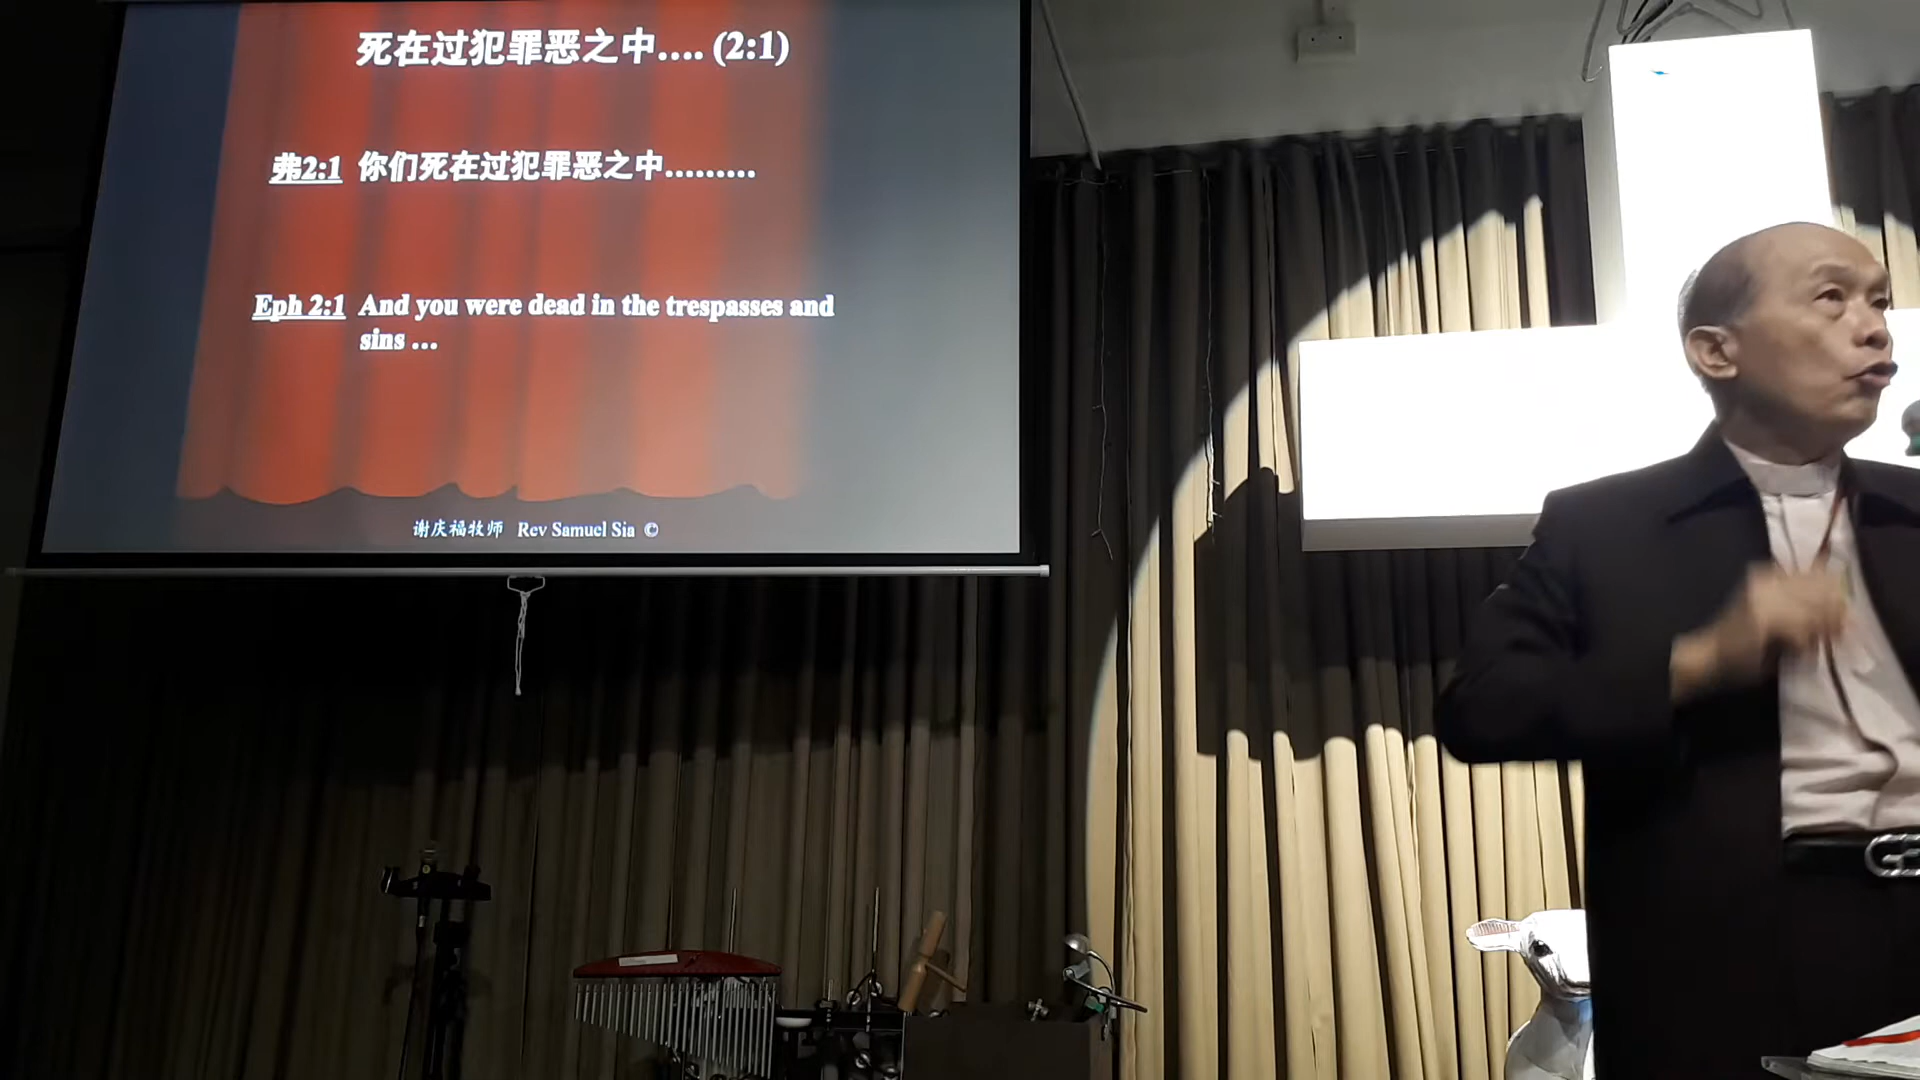 死在过犯罪恶之中.... (2:1)
弗2:1 你们死在过犯罪恶之中.........
Eph 2:1 And you were dead in the trespasses and
sins ...
谢庆福牧师 Rev Samuel Sia ©